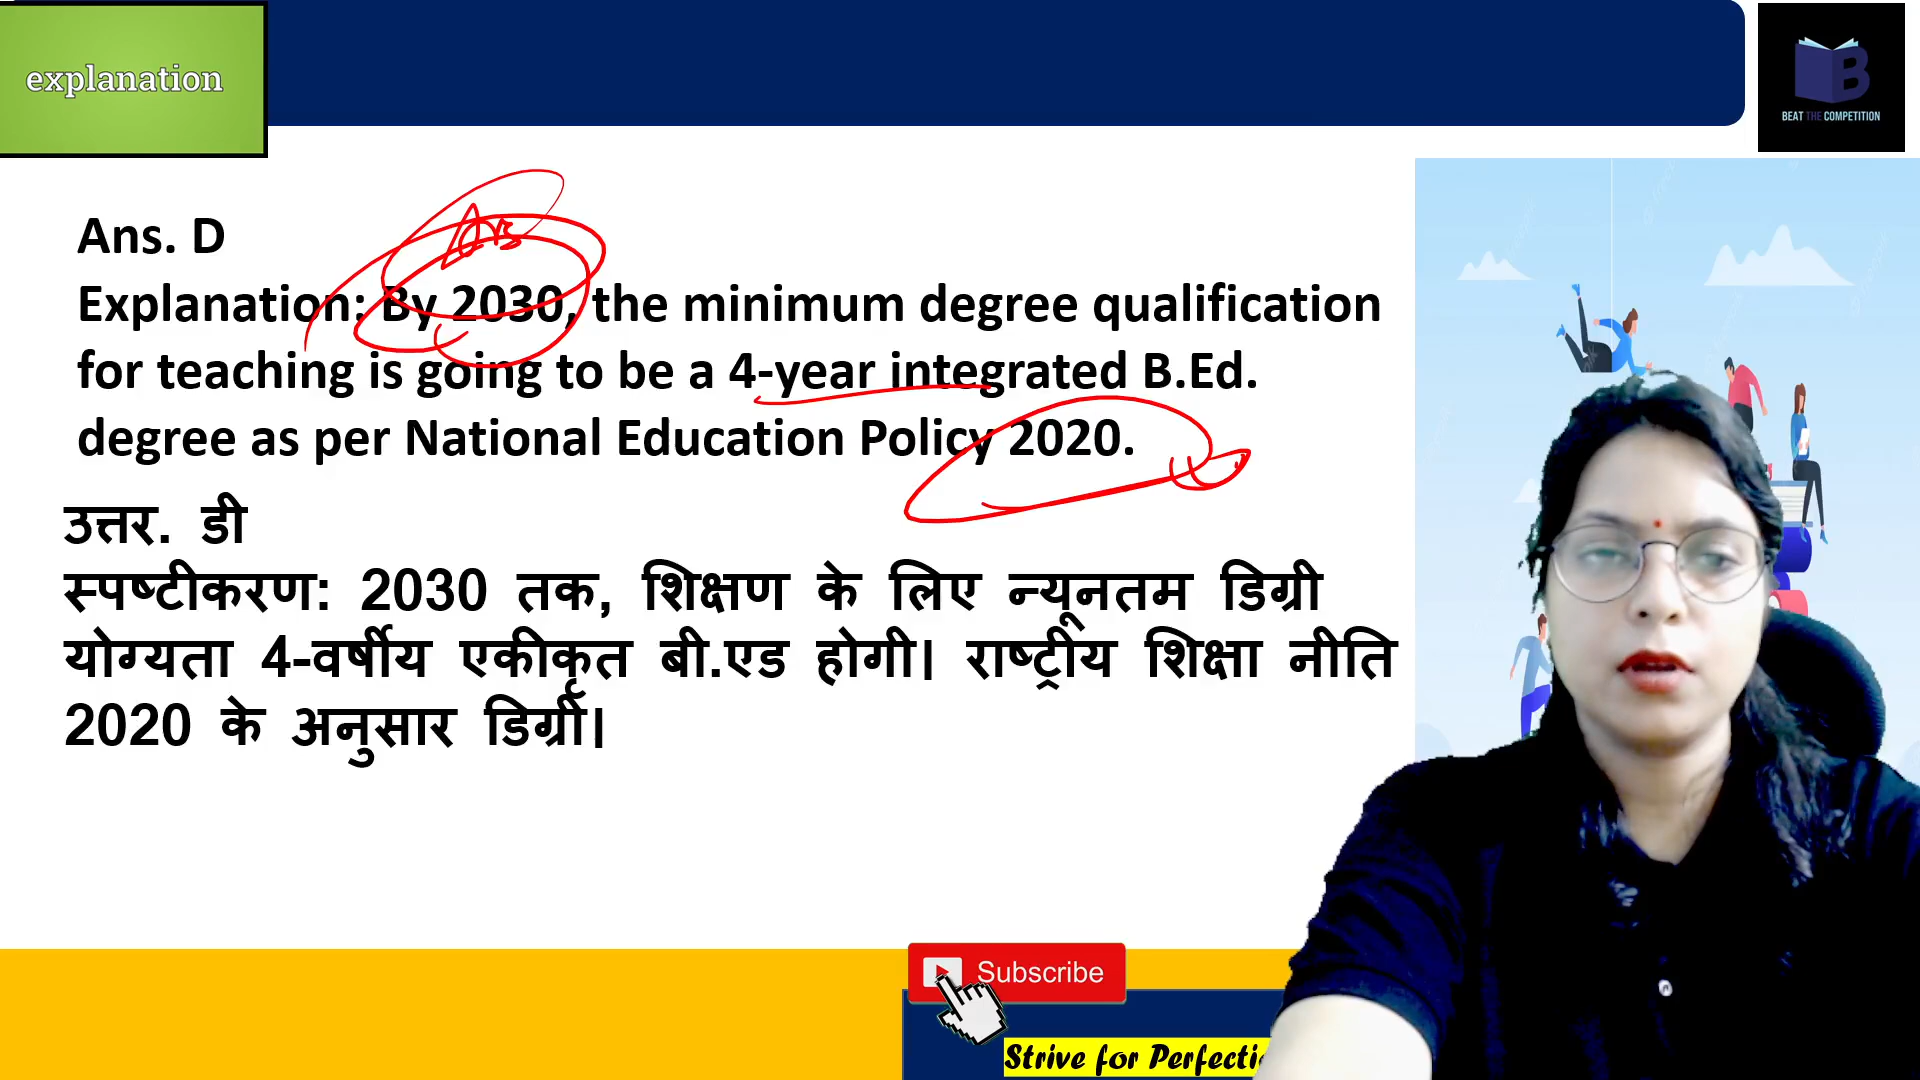 explanation
BEAT THE COMPETITION
Ans
Ans. D
Explanation: By 2030, the minimum degree qualification
for teaching is going to be a 4-year integrated B.Ed.
degree as per National Education Policy 2020.
उत्तर. डी
स्पष्टीकरण: 2030 तक, शिक्षण के लिए न्यूनतम डिग्री
योग्यता 4-वर्षीय एकीकृत बी.एड होगी। राष्ट्रीय शिक्षा नीति
2020 के अनुसार डिग्री।
Subscribe
Strive for